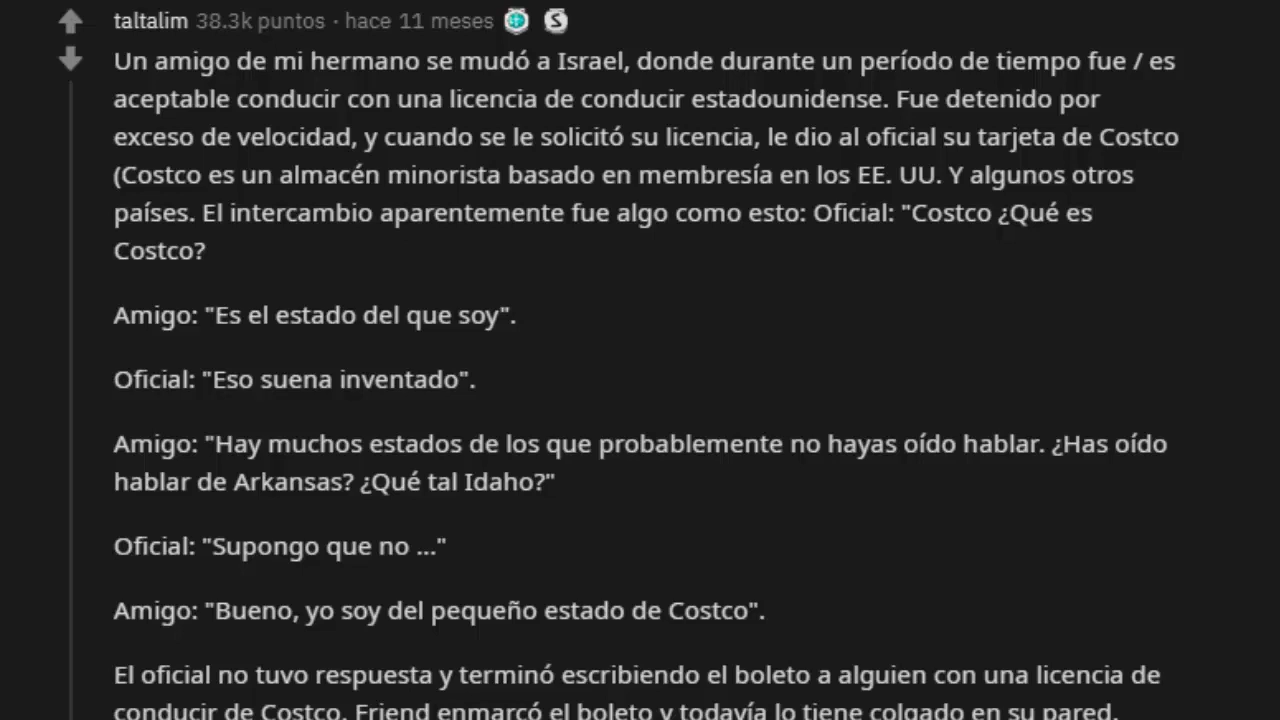 taltalim 38.3k puntos · hace 11 meses
Un amigo de mi hermano se mudó a Israel, donde durante un período de tiempo fue / es
aceptable conducir con una licencia de conducir estadounidense. Fue detenido por
exceso de velocidad, y cuando se le solicitó su licencia, le dio al oficial su tarjeta de Costco
(Costco es un almacén minorista basado en membresía en los EE. UU. Y algunos otros
países. El intercambio aparentemente fue algo como esto: Oficial: "Costco ¿Qué es
Costco?
Amigo: "Es el estado del que soy".
Oficial: "Eso suena inventado".
Amigo: "Hay muchos estados de los que probablemente no hayas oído hablar. ¿Has oído
hablar de Arkansas? ¿Qué tal Idaho?"
Oficial: "Supongo que no ..."
Amigo: "Bueno, yo soy del pequeño estado de Costco".
El oficial no tuvo respuesta y terminó escribiendo el boleto a alguien con una licencia de
conducir de Costco. Friend enmarcó el boleto y todavía lo tiene colgado en su pared.